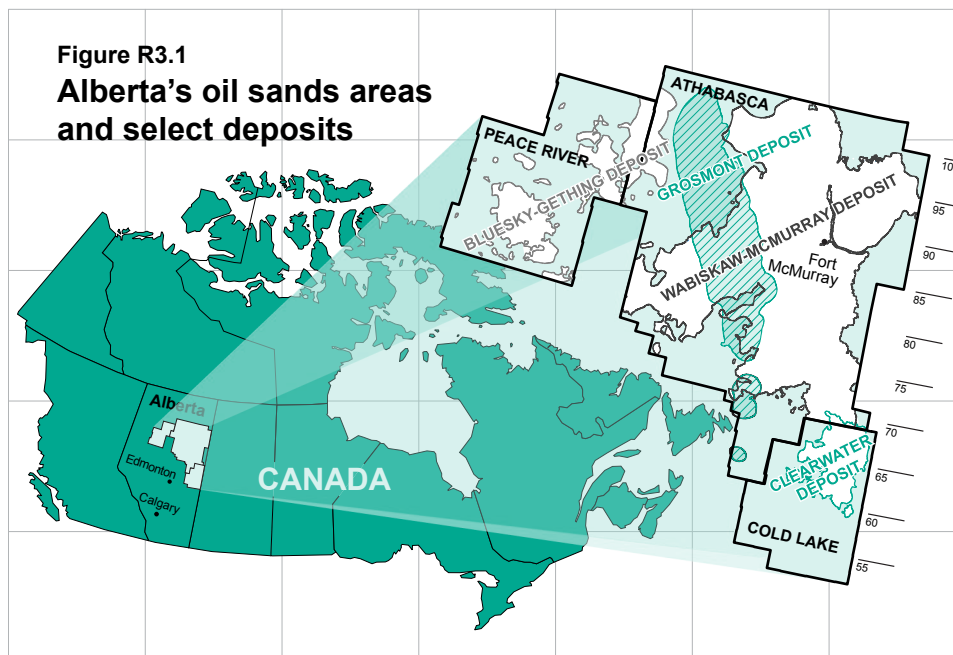 Figure R3.1
Alberta's oil sands areas
and select deposits
ATHABASCA
PEACE RIVER
BLUESKY-GETHING DEPOSIT
GROSMONT DEPOSIT
WABISKAW-MCMURRAY DEPOSIT
Fort
McMurray
10
95
90
85
80
75
70
65
60
55
Alberta
Edmonton
Calgary
CANADA
CLEARWATER
DEPOSIT
COLD LAKE